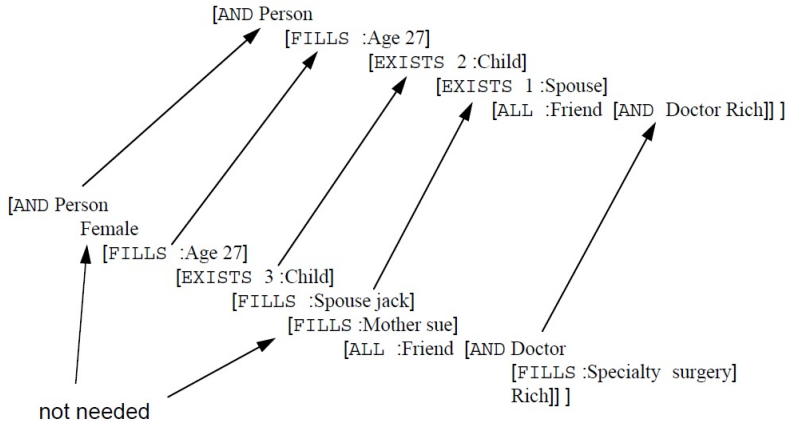 [AND Person
[FILLS :Age 27]
[EXISTS 2 :Child]
[EXISTS 1 :Spouse]
[ALL :Friend [AND Doctor Rich]] ]
[AND Person
Female
[FILLS :Age 27]
[EXISTS 3 :Child]
[FILLS :Spouse jack]
[FILLS :Mother sue]
[ALL :Friend [AND Doctor
[FILLS :Specialty surgery]
Rich]] ]
not needed